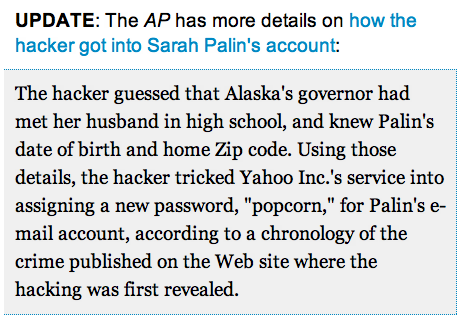 UPDATE: The AP has more details on how the
hacker got into Sarah Palin's account:
The hacker guessed that Alaska's governor had
met her husband in high school, and knew Palin's
date of birth and home Zip code. Using those
details, the hacker tricked Yahoo Inc.'s service into
assigning a new password, "popcorn," for Palin's e-
mail account, according to a chronology of the
crime published on the Web site where the
hacking was first revealed.